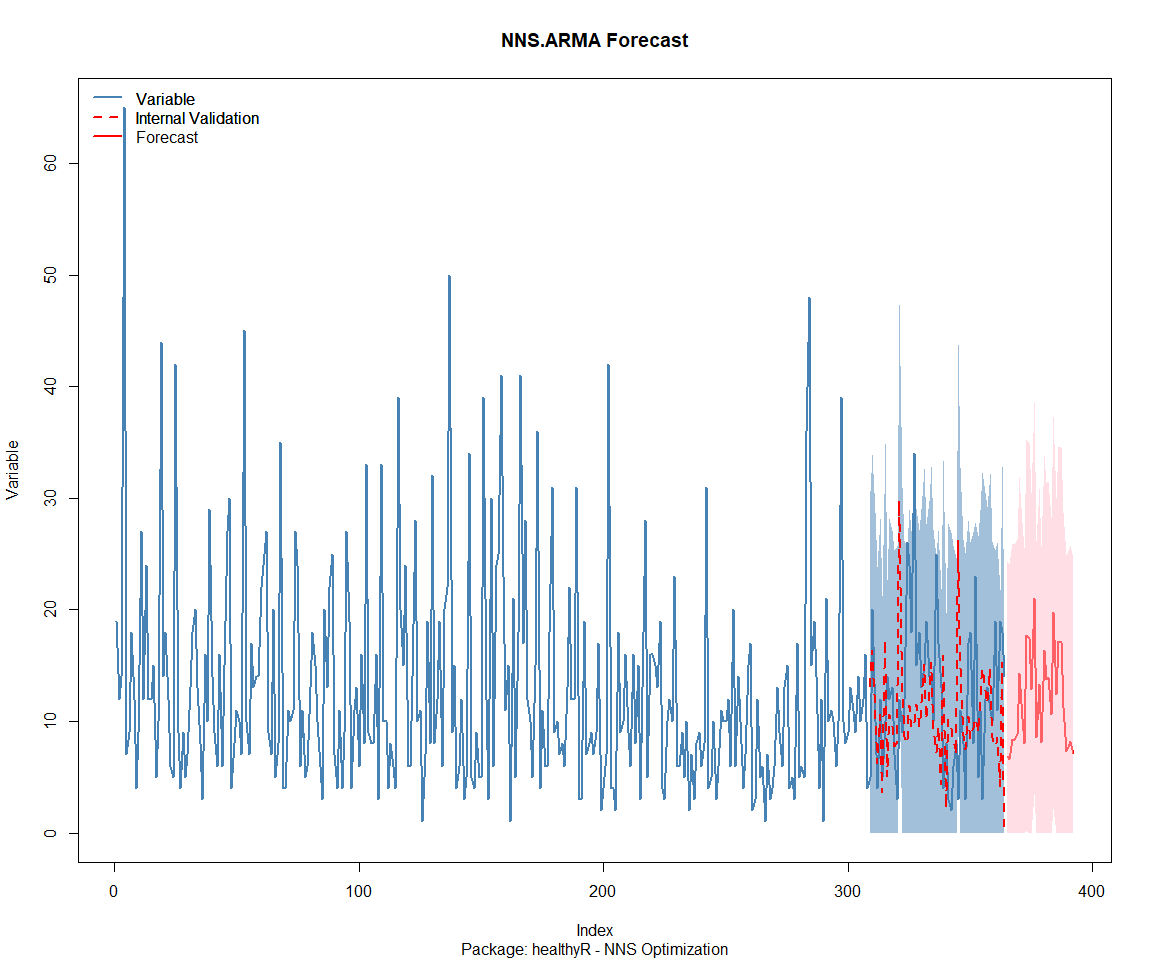 NNS.ARMA Forecast
Variable
Internal Validation
Forecast
Variable
60
50
40
30
20
10
0
0 100 200 300 400
Index
Package: healthyR - NNS Optimization